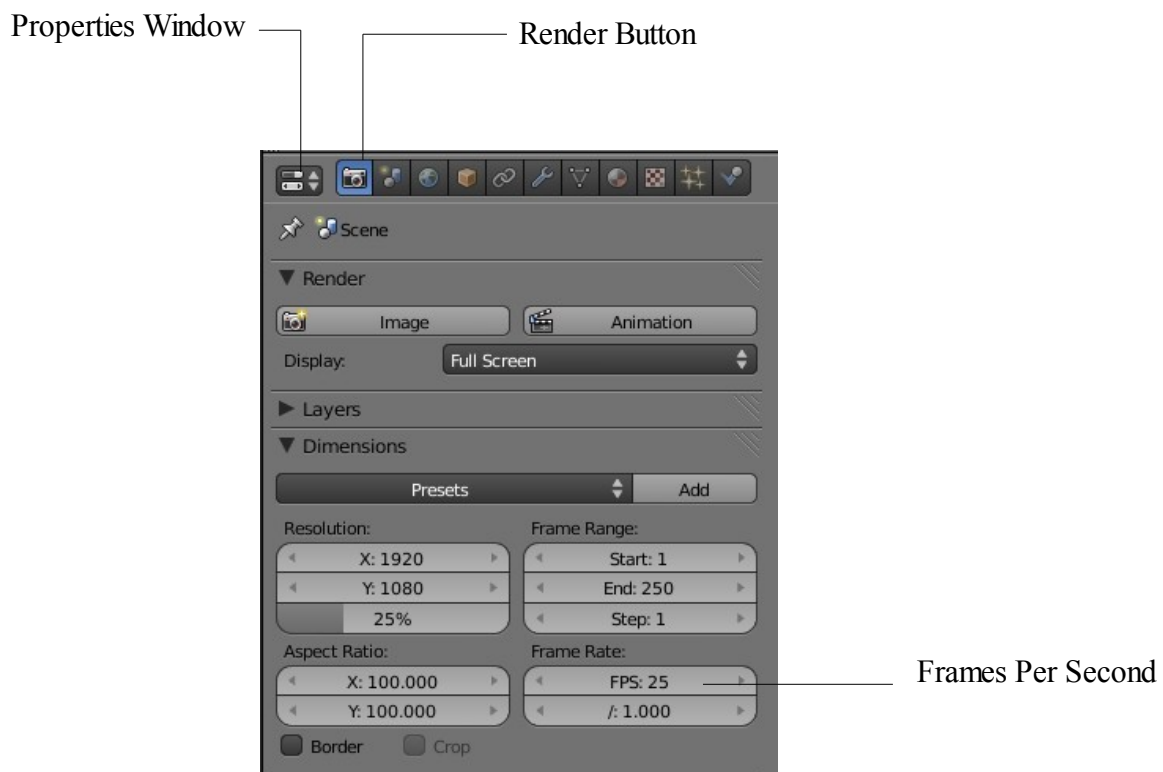 Properties Window
Render Button
Scene
Render
Image
Animation
Display:
Full Screen
Layers
Dimensions
Presets
Add
Resolution:
Frame Range:
X: 1920
Start: 1
Y: 1080
End: 250
25%
Step: 1
Aspect Ratio:
Frame Rate:
X: 100.000
FPS: 25
Frames Per Second
Y: 100.000
/: 1.000
Border
Crop